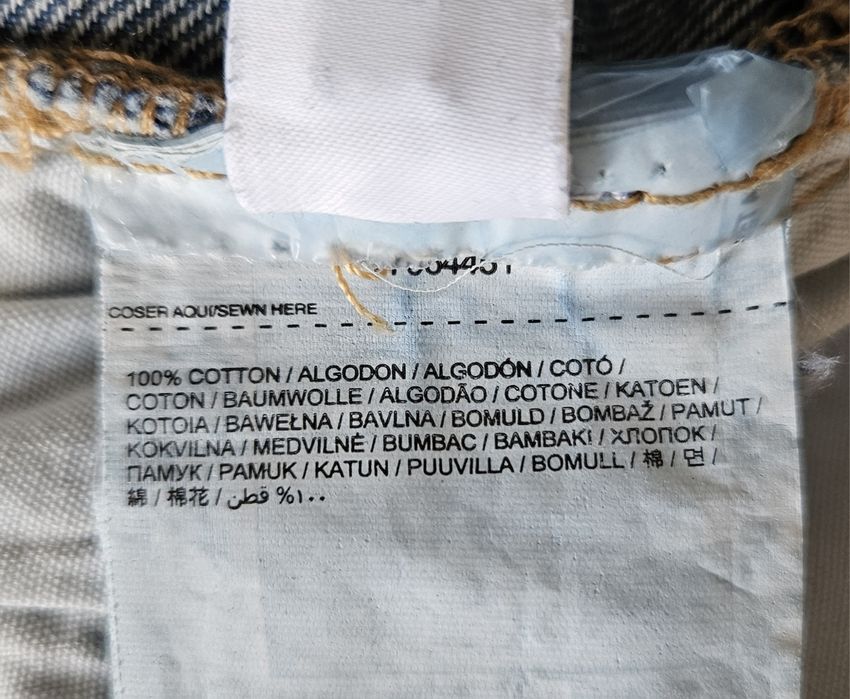 COSER AQUI/SEWN HERE
100% COTTON / ALGODON / ALGODÓN / COTÓ /
COTON / BAUMWOLLE / ALGODÃO / COTONE / KATOEN /
KOTOIA / BAWEŁNA / BAVLNA / BOMULD / BOMBAŽ / PAMUT /
KOKVILNA / MEDVILNĖ / BUMBAC / BAMBAKI / ХЛОПОК /
ПАМУК / PAMUK / KATUN / PUUVILLA / BOMULL / 棉 / 면 /
綿 / 棉花 / قطن %١٠٠